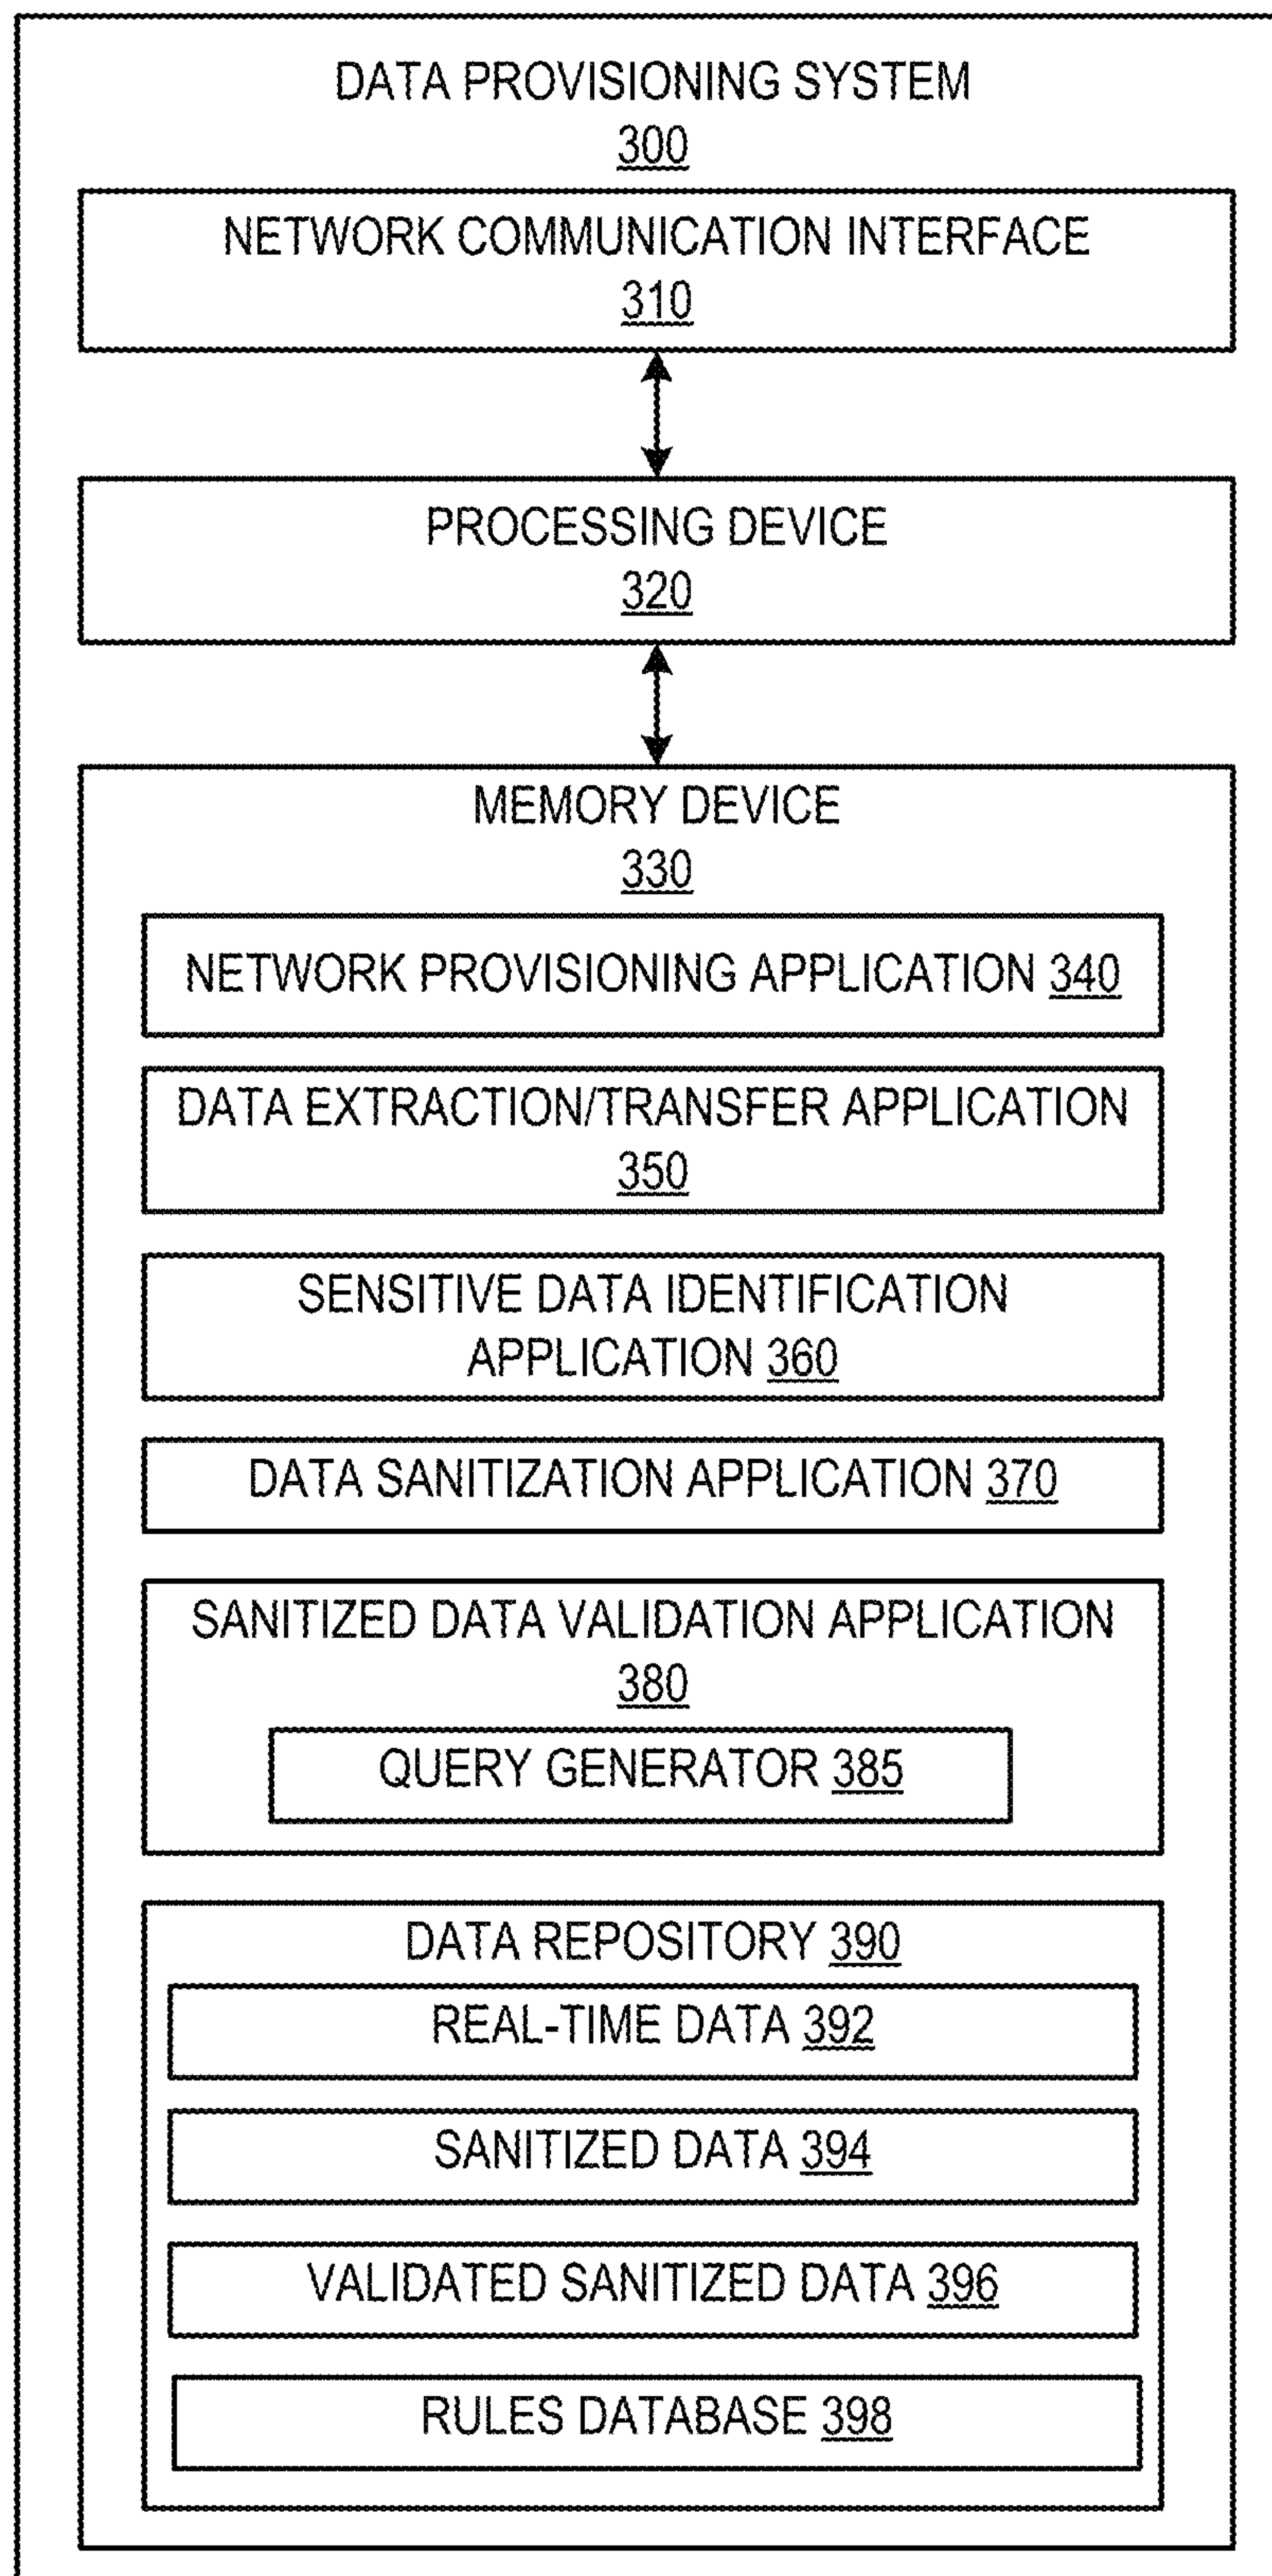 DATA PROVISIONING SYSTEM
300
NETWORK COMMUNICATION INTERFACE
310
PROCESSING DEVICE
320
MEMORY DEVICE
330
NETWORK PROVISIONING APPLICATION 340
DATA EXTRACTION/TRANSFER APPLICATION
350
SENSITIVE DATA IDENTIFICATION
APPLICATION 360
DATA SANITIZATION APPLICATION 370
SANITIZED DATA VALIDATION APPLICATION
380
QUERY GENERATOR 385
DATA REPOSITORY 390
REAL-TIME DATA 392
SANITIZED DATA 394
VALIDATED SANITIZED DATA 396
RULES DATABASE 398